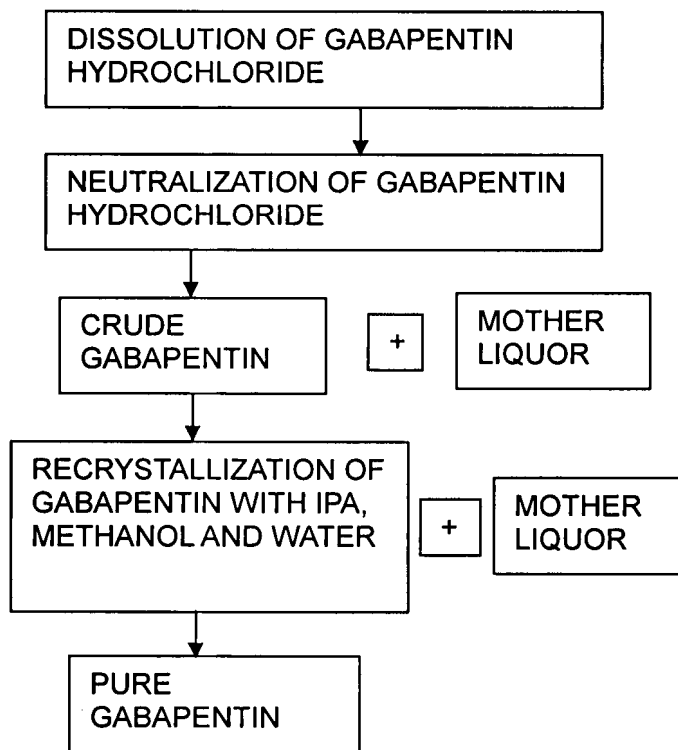 DISSOLUTION OF GABAPENTIN
HYDROCHLORIDE
NEUTRALIZATION OF GABAPENTIN
HYDROCHLORIDE
CRUDE
GABAPENTIN
+
MOTHER
LIQUOR
RECRYSTALLIZATION OF
GABAPENTIN WITH IPA,
METHANOL AND WATER
+
MOTHER
LIQUOR
PURE
GABAPENTIN